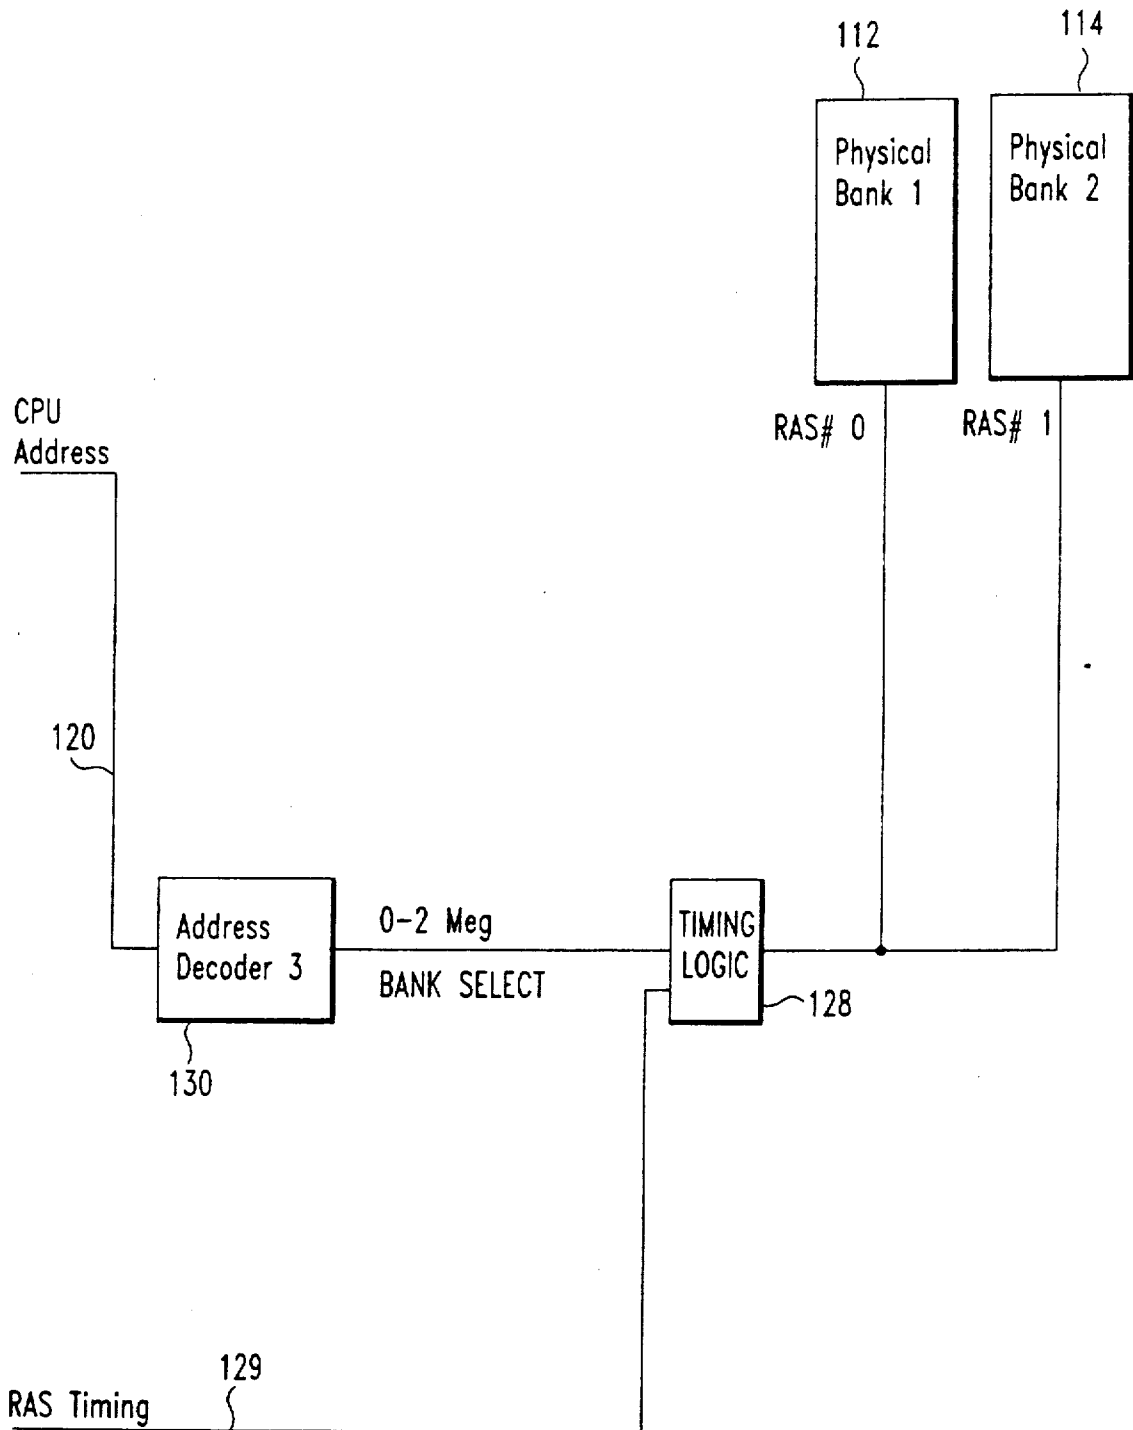 112
114
Physical
Bank 1
Physical
Bank 2
CPU
Address
RAS# 0
RAS# 1
120
Address
Decoder 3
0-2 Meg
BANK SELECT
TIMING
LOGIC
128
130
129
RAS Timing